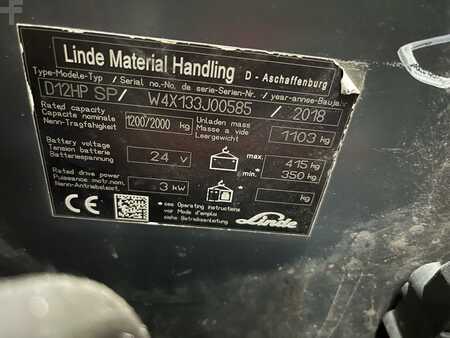 Linde Material Handling D - Aschaffenburg
Type-Modele-Typ / Serial no.-No. de serie-Serien-Nr. / year-annee-Baujahr
D12HP SP / W4X133J00585 / 2018
Rated capacity
Capacite nominale
Nenn-Tragfähigkeit
1200/2000 kg
Unladen mass
Masse a vide
Leergewicht
1103 kg
Battery voltage
Tension batterie
Batteriespannung
24 V
max. 415 kg
min. 350 kg
Rated drive power
Puissance motr.nom.
Nenn-Antriebsleist.
3 kW
* see Operating instructions
voir Mode d'emploi
siehe Betriebsanleitung
kg
CE
Linde